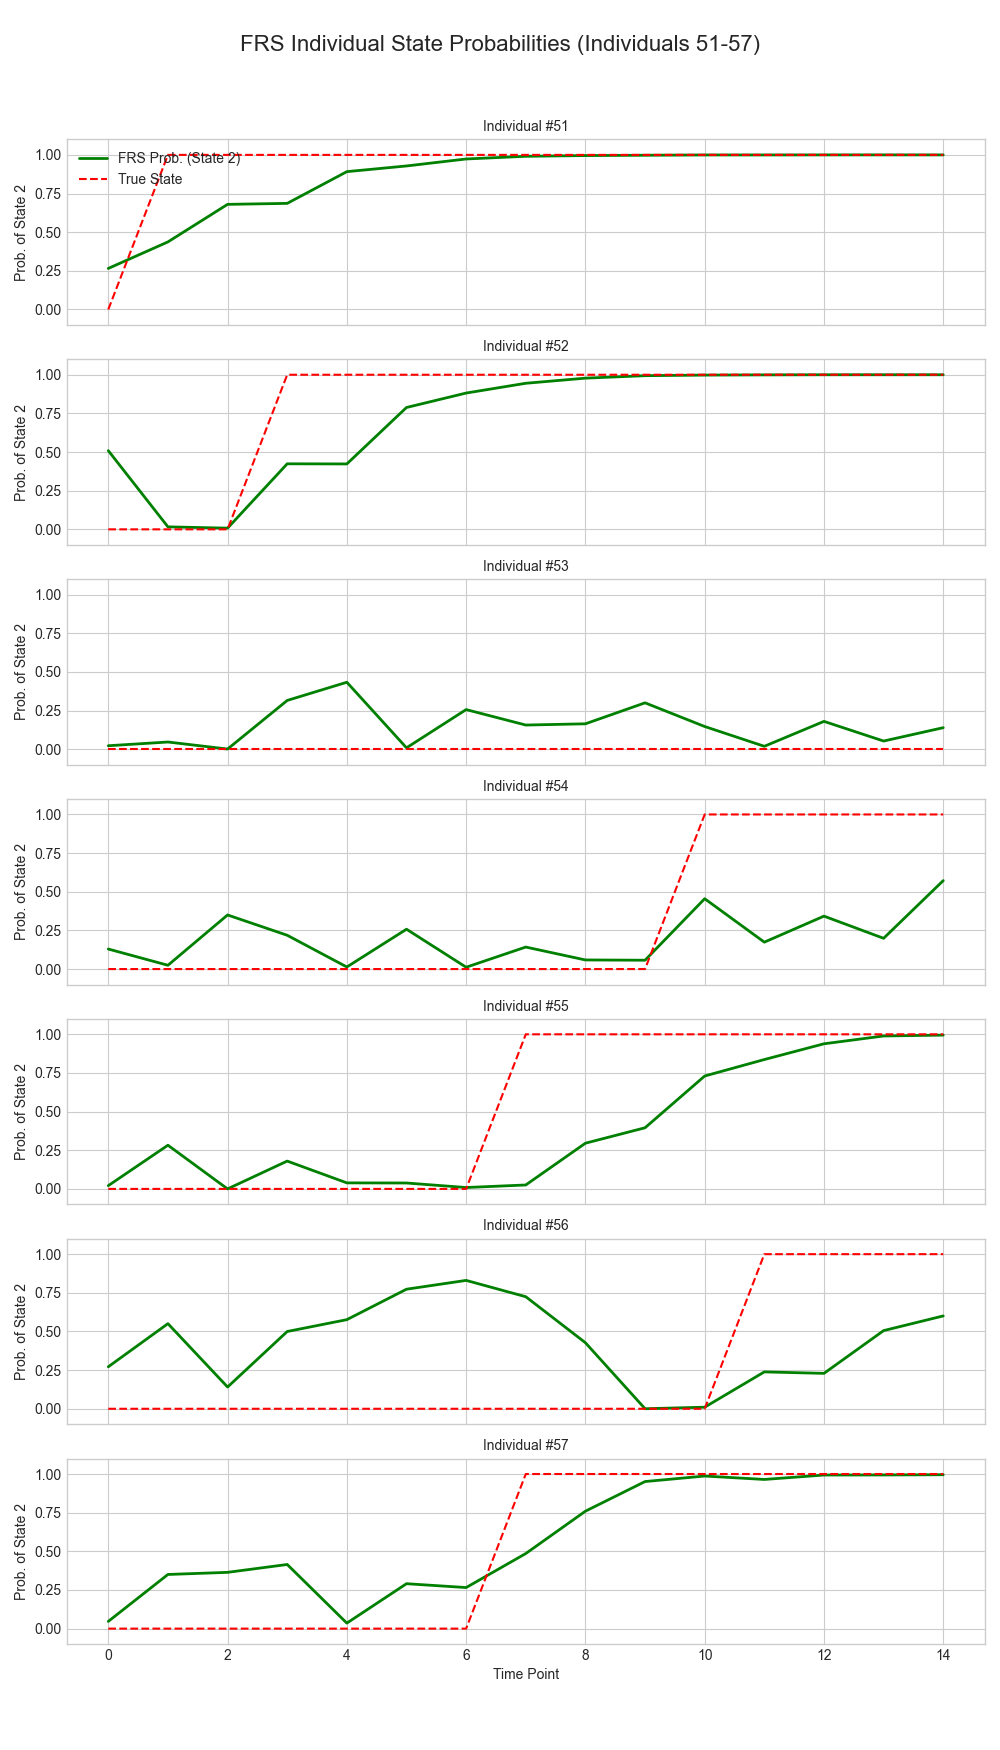 FRS Individual State Probabilities (Individuals 51-57)
Individual #51
1.00
0.75
0.50
0.25
0.00
Prob. of State 2
FRS Prob. (State 2)
True State
Individual #52
1.00
0.75
0.50
0.25
0.00
Prob. of State 2
Individual #53
1.00
0.75
0.50
0.25
0.00
Prob. of State 2
Individual #54
1.00
0.75
0.50
0.25
0.00
Prob. of State 2
Individual #55
1.00
0.75
0.50
0.25
0.00
Prob. of State 2
Individual #56
1.00
0.75
0.50
0.25
0.00
Prob. of State 2
Individual #57
1.00
0.75
0.50
0.25
0.00
Prob. of State 2
0 2 4 6 8 10 12 14
Time Point